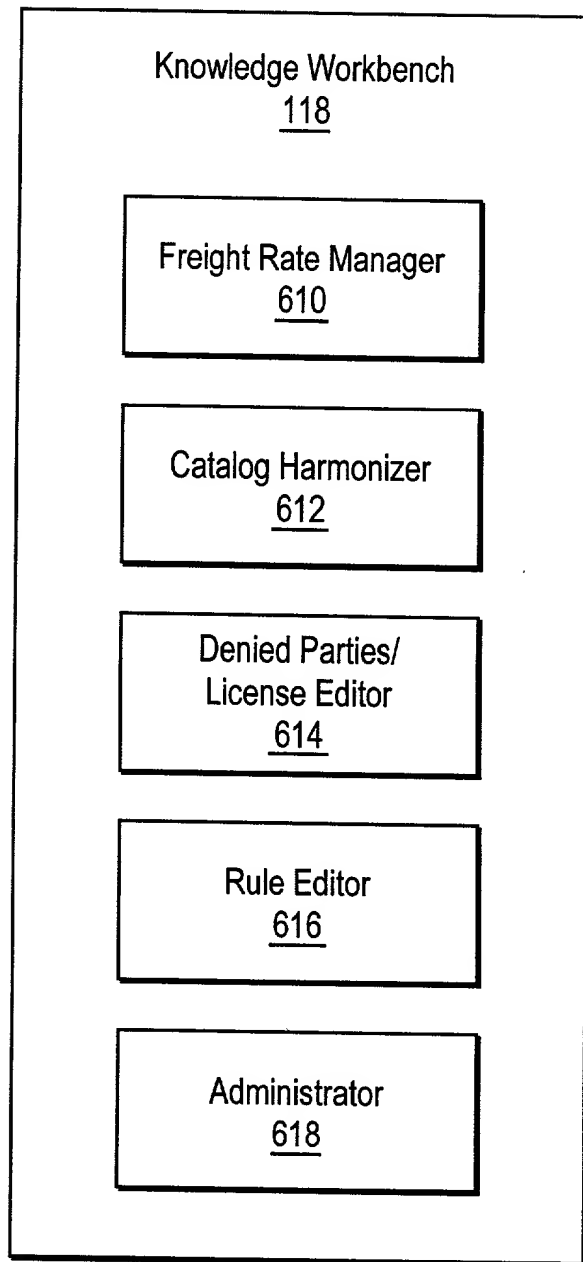 Knowledge Workbench
118
Freight Rate Manager
610
Catalog Harmonizer
612
Denied Parties/
License Editor
614
Rule Editor
616
Administrator
618